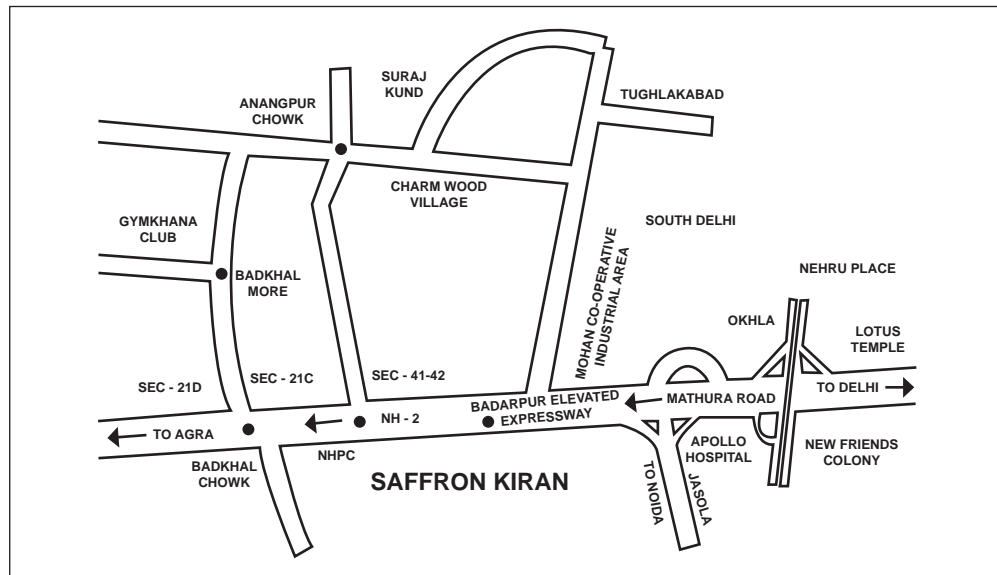 SURAJ
KUND
ANANGPUR
CHOWK
TUGHLAKABAD
CHARM WOOD
VILLAGE
GYMKHANA
CLUB
SOUTH DELHI
BADKHAL
MORE
NEHRU PLACE
MOHAN CO-OPERATIVE
INDUSTRIAL AREA
OKHLA
LOTUS
TEMPLE
SEC - 21D
SEC - 21C
SEC - 41-42
TO DELHI
MATHURA ROAD
BADARPUR ELEVATED
EXPRESSWAY
NH - 2
TO AGRA
NHPC
BADKHAL
CHOWK
SAFFRON KIRAN
APOLLO
HOSPITAL
NEW FRIENDS
COLONY
TO NOIDA
JASOLA